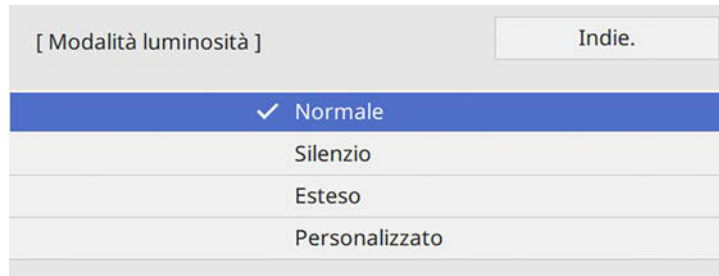 [ Modalità luminosità ]
Indie.
Normale
Silenzio
Esteso
Personalizzato